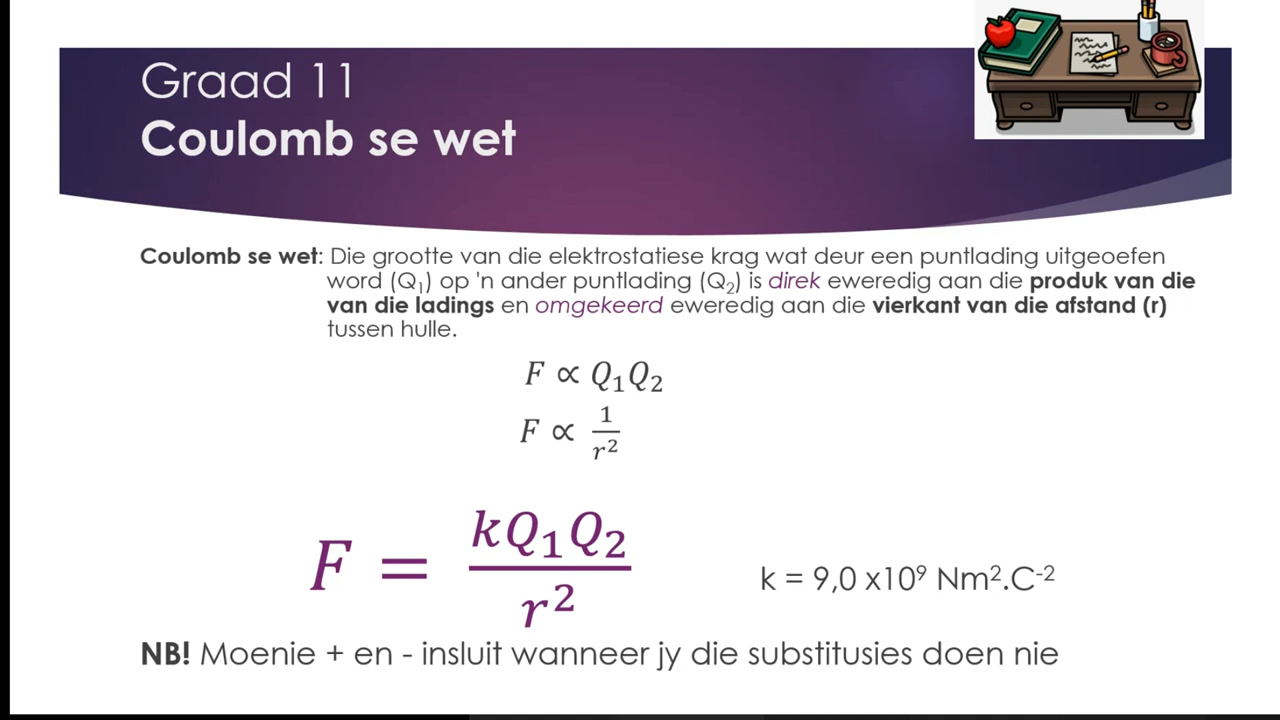 Graad 11
Coulomb se wet
Coulomb se wet: Die grootte van die elektrostatiese krag wat deur een puntlading uitgeoefen
word (Q₁) op 'n ander puntlading (Q₂) is direk eweredig aan die produk van die
van die ladings en omgekeerd eweredig aan die vierkant van die afstand (r)
tussen hulle.
F ∝ Q₁Q₂
F ∝ 1/r²
F = kQ₁Q₂/r²
k = 9,0 x10⁹ Nm².C⁻²
NB! Moenie + en - insluit wanneer jy die substitusies doen nie